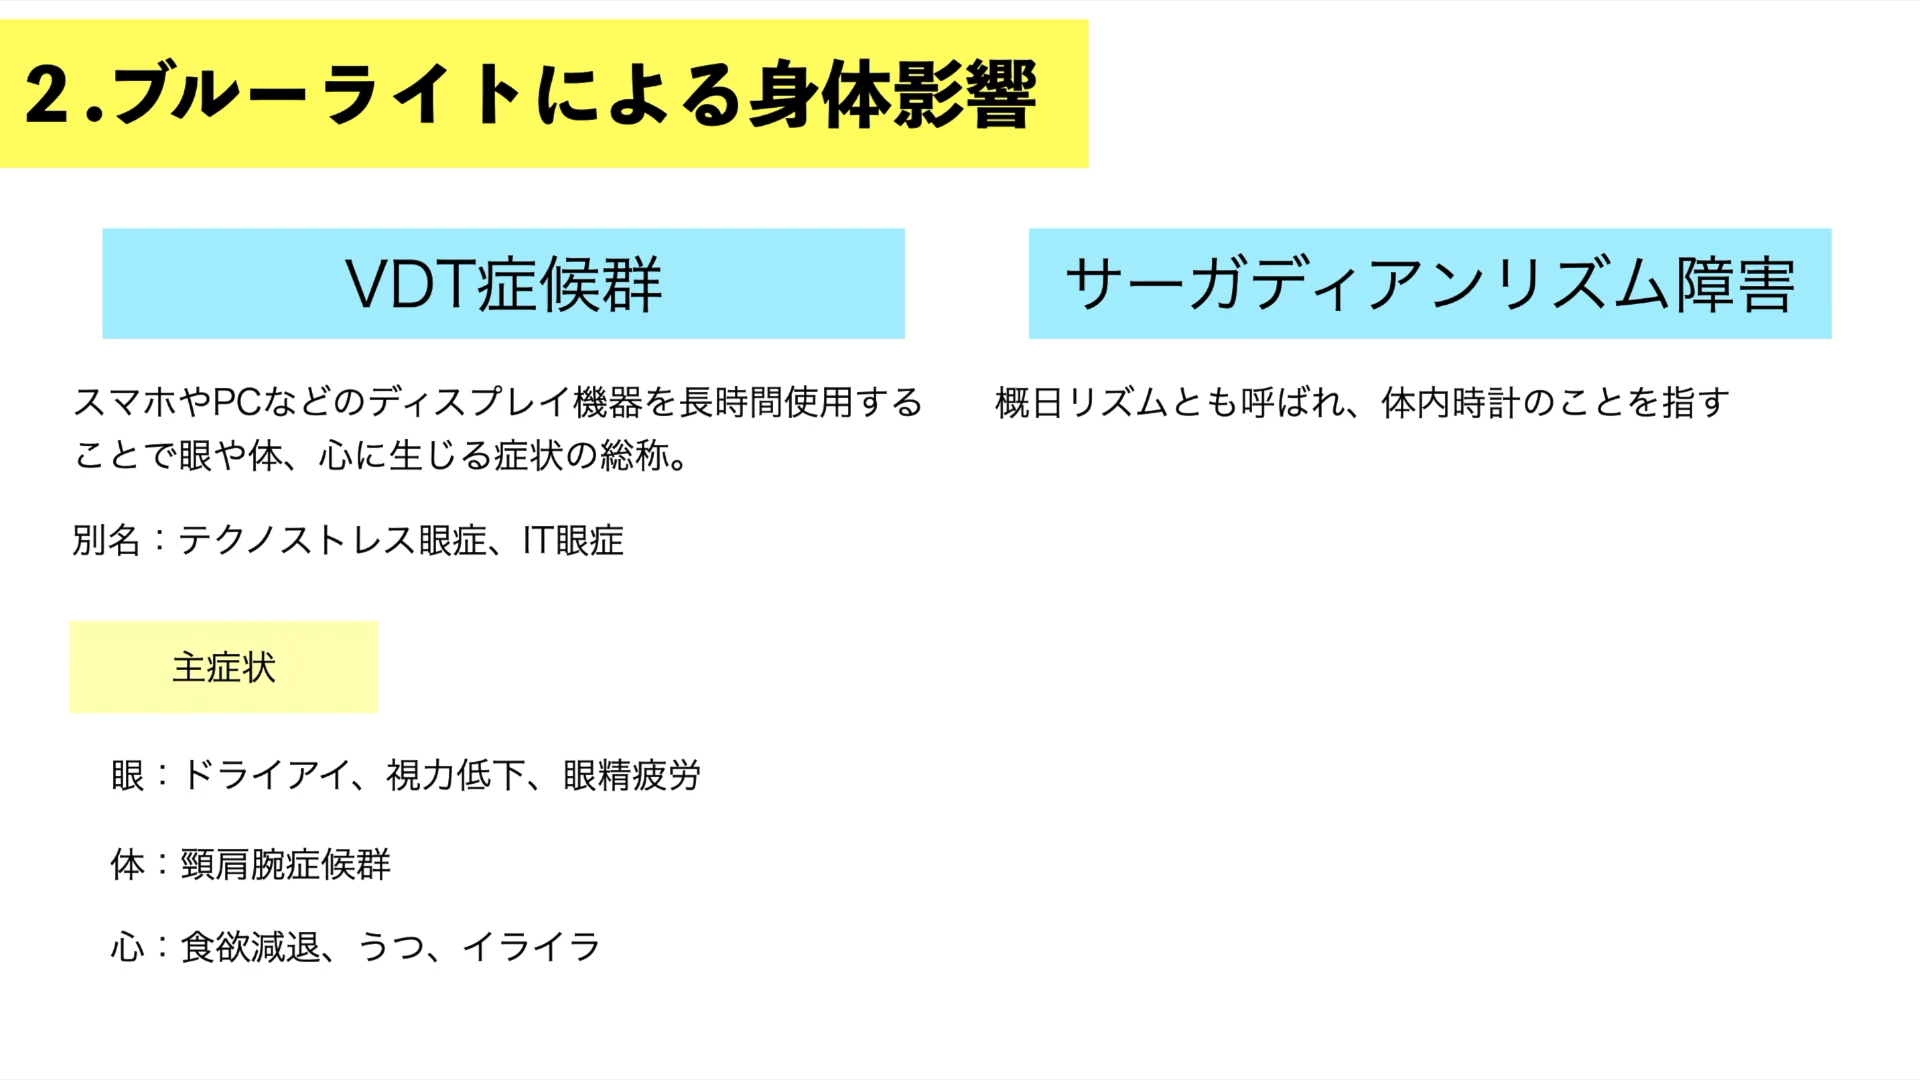 2.ブルーライトによる身体影響
VDT症候群
スマホやPCなどのディスプレイ機器を長時間使用する
ことで眼や体、心に生じる症状の総称。
別名：テクノストレス眼症、IT眼症
主症状
眼：ドライアイ、視力低下、眼精疲労
体：頸肩腕症候群
心：食欲減退、うつ、イライラ
サーガディアンリズム障害
概日リズムとも呼ばれ、体内時計のことを指す